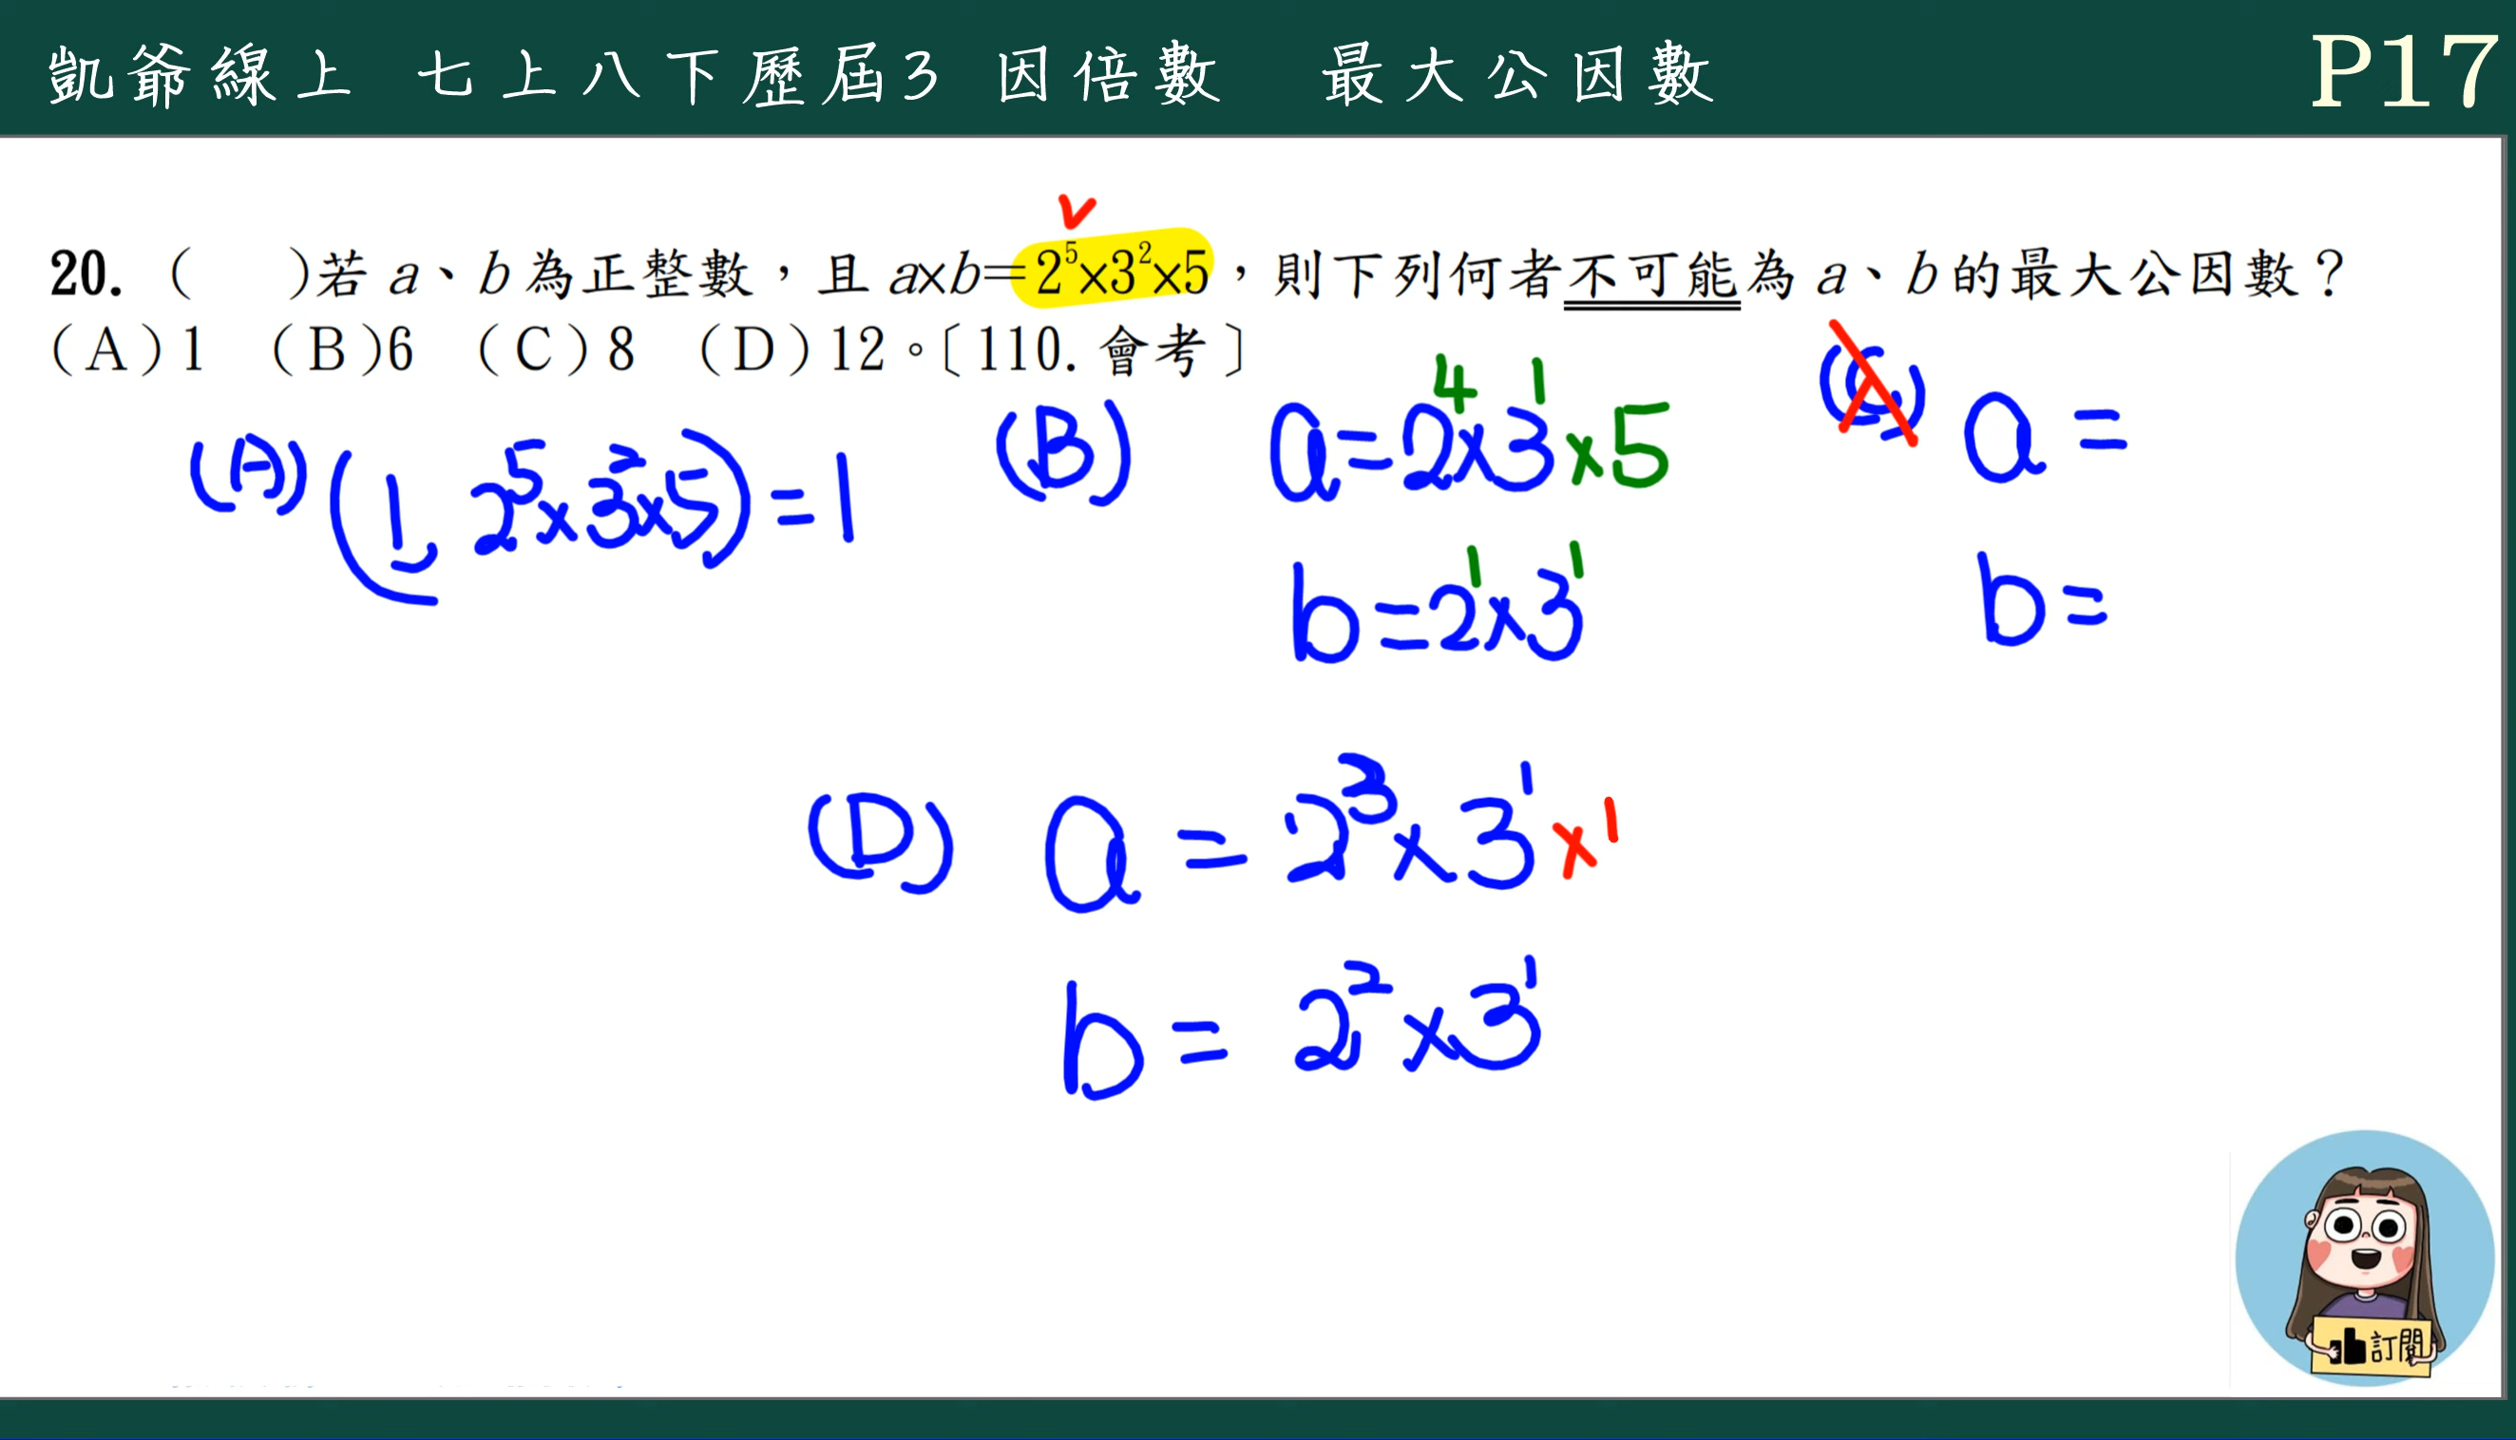 凱爺線上 七上八下歷屆3 因倍數 最大公因數 P17
20. ( )若 a、b 為正整數，且 a×b=2⁵×3²×5，則下列何者不可能為 a、b 的最大公因數？
(A)1 (B)6 (C)8 (D)12。〔110. 會考〕
(A) (1, 2⁵×3²×5)=1
(B) a=2⁴×3¹×5
b=2¹×3¹
(C) a=
b=
(D) a=2³×3¹×1
b=2²×3¹
訂閱